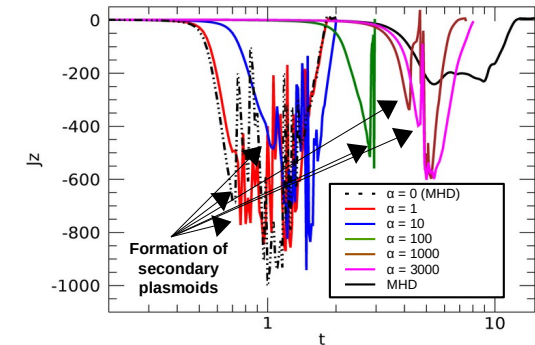 0
-200
-400
-600
-800
-1000
Jz
1
10
t
Formation of
secondary
plasmoids
α = 0 (MHD)
α = 1
α = 10
α = 100
α = 1000
α = 3000
MHD